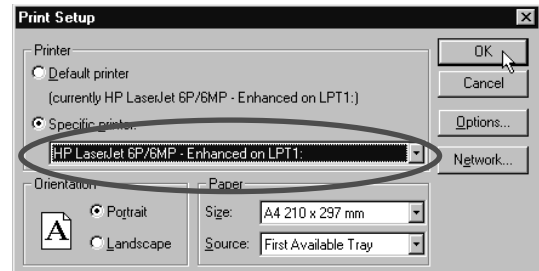 Print Setup
Printer
OK
Default printer
(currently HP LaserJet 6P/6MP - Enhanced on LPT1:)
Cancel
Specific printer:
Options...
HP LaserJet 6P/6MP - Enhanced on LPT1:
Network...
Orientation
Paper
Portrait
Size: A4 210 x 297 mm
A
Landscape
Source: First Available Tray